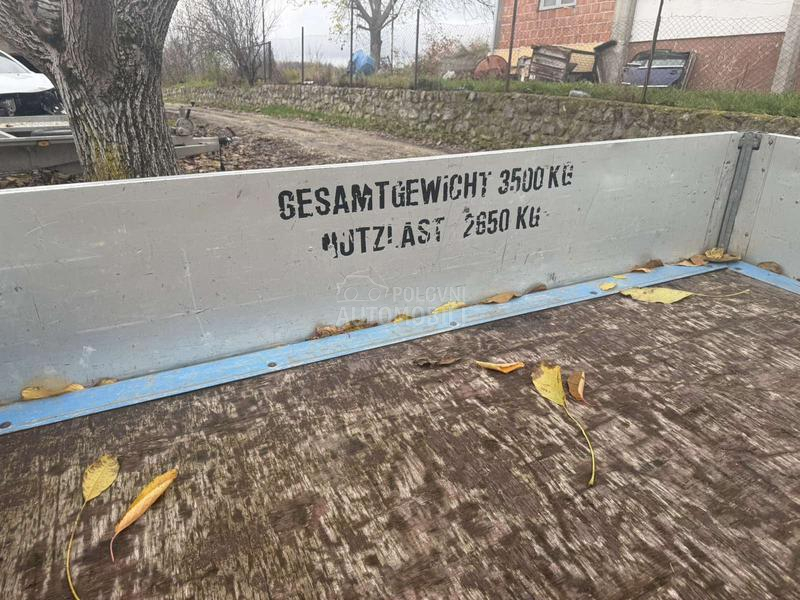 GESAMTGEWICHT 3500 KG
NUTZLAST 2650 KG
POLOVNI
AUTOMOBILI